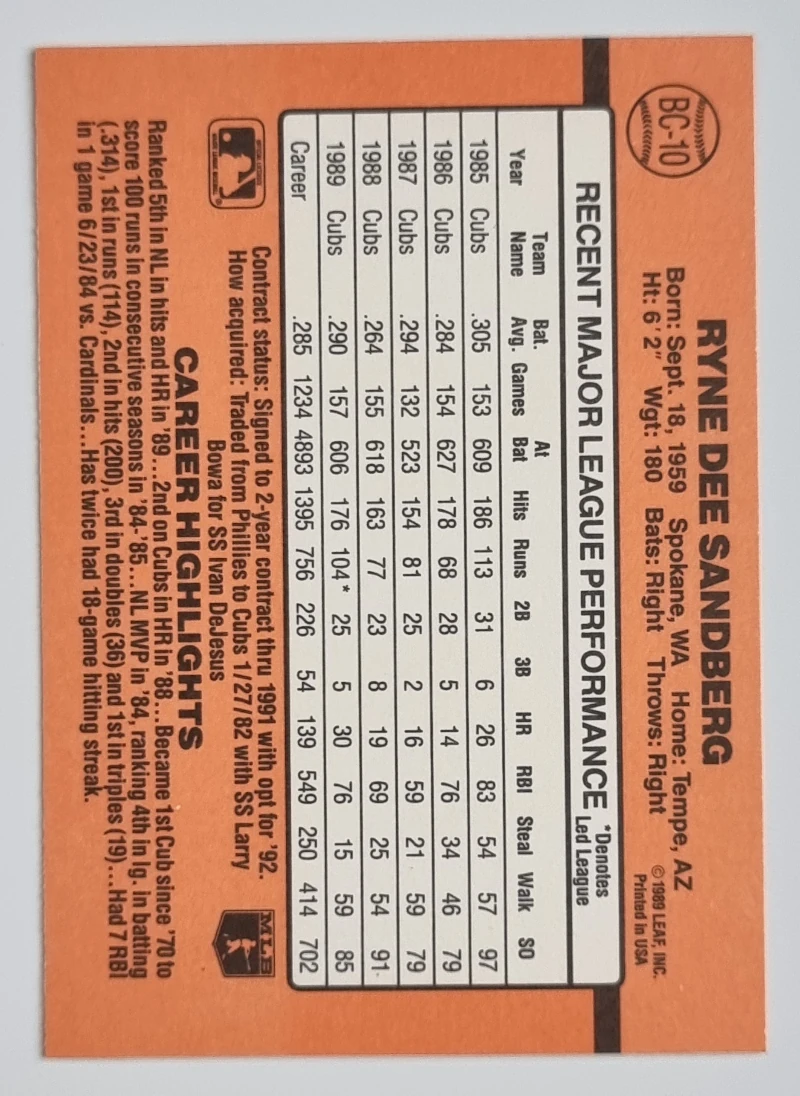 BC-10
RYNE DEE SANDBERG
Born: Sept. 18, 1959 Spokane, WA Home: Tempe, AZ
Ht: 6'2" Wgt: 180 Bats: Right Throws: Right
© 1989 LEAF, INC.
Printed in USA
RECENT MAJOR LEAGUE PERFORMANCE *Denotes Led League
Year Team Name Bat. Avg. Games At Bat Hits Runs 2B 3B HR RBI Steal Walk SO
1985 Cubs .305 153 609 186 113 31 6 26 83 54 57 97
1986 Cubs .284 154 627 178 68 28 5 14 76 34 46 79
1987 Cubs .294 132 523 154 81 25 2 16 59 21 59 79
1988 Cubs .264 155 618 163 77 23 8 19 69 25 54 91
1989 Cubs .290 157 606 176 104* 25 5 30 76 15 59 85
Career .285 1234 4893 1395 756 226 54 139 549 250 414 702
Contract status: Signed to 2-year contract thru 1991 with opt for '92.
How acquired: Traded from Phillies to Cubs 1/27/82 with SS Larry
Bowa for SS Ivan DeJesus
MLB
CAREER HIGHLIGHTS
Ranked 5th in NL in hits and HR in '89...2nd on Cubs in HR in '88...Became 1st Cub since '70 to
score 100 runs in consecutive seasons in '84-'85...NL MVP in '84, ranking 4th in lg. in batting
(.314), 1st in runs (114), 2nd in hits (200), 3rd in doubles (36) and 1st in triples (19)...Had 7 RBI
in 1 game 6/23/84 vs. Cardinals...Has twice had 18-game hitting streak.